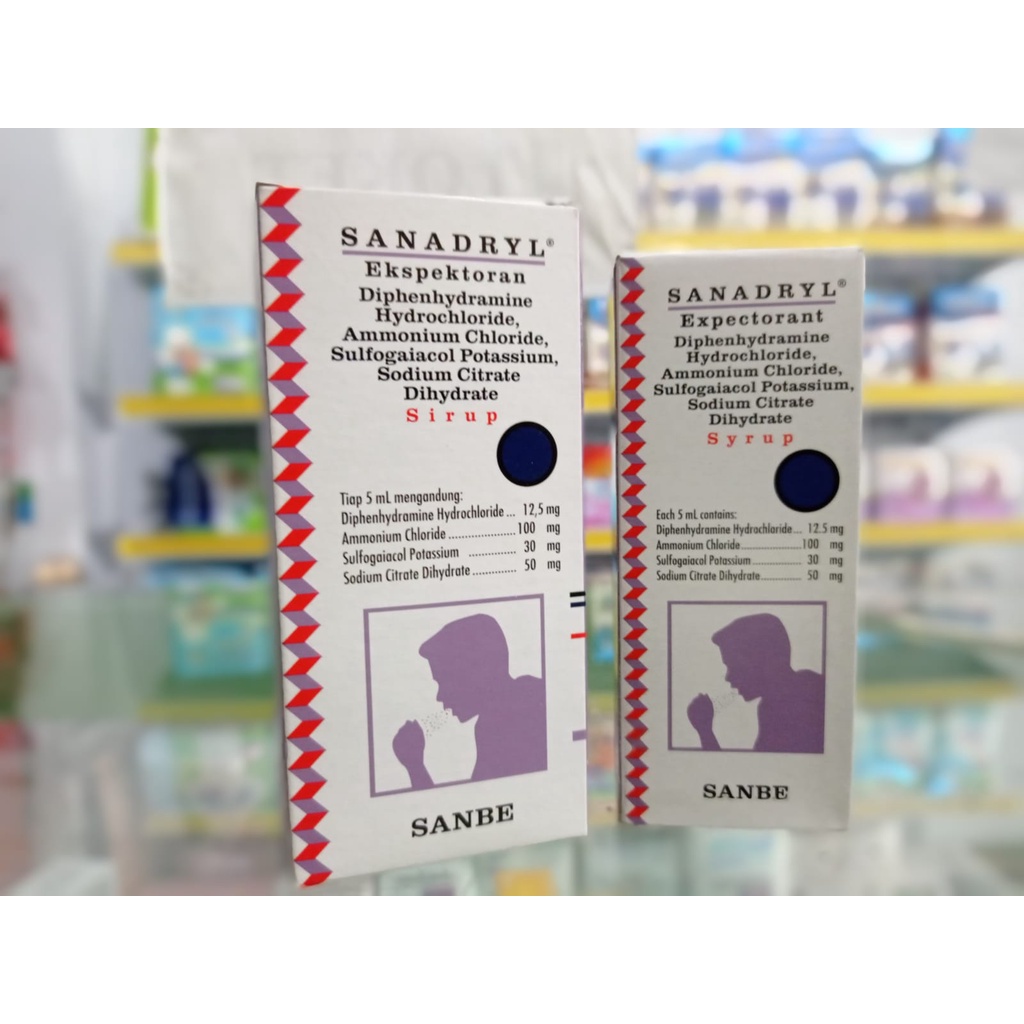 SANADRYL®
Ekspektoran
Diphenhydramine
Hydrochloride,
Ammonium Chloride,
Sulfogaiacol Potassium,
Sodium Citrate
Dihydrate
Sirup
Tiap 5 mL mengandung:
Diphenhydramine Hydrochloride... 12,5 mg
Ammonium Chloride..................... 100 mg
Sulfogaiacol Potassium .............. 30 mg
Sodium Citrate Dihydrate............. 50 mg
SANBE
SANADRYL®
Expectorant
Diphenhydramine
Hydrochloride,
Ammonium Chloride,
Sulfogaiacol Potassium,
Sodium Citrate
Dihydrate
Syrup
Each 5 mL contains:
Diphenhydramine Hydrochloride... 12.5 mg
Ammonium Chloride....................100 mg
Sulfogaiacol Potassium................ 30 mg
Sodium Citrate Dihydrate............. 50 mg
SANBE